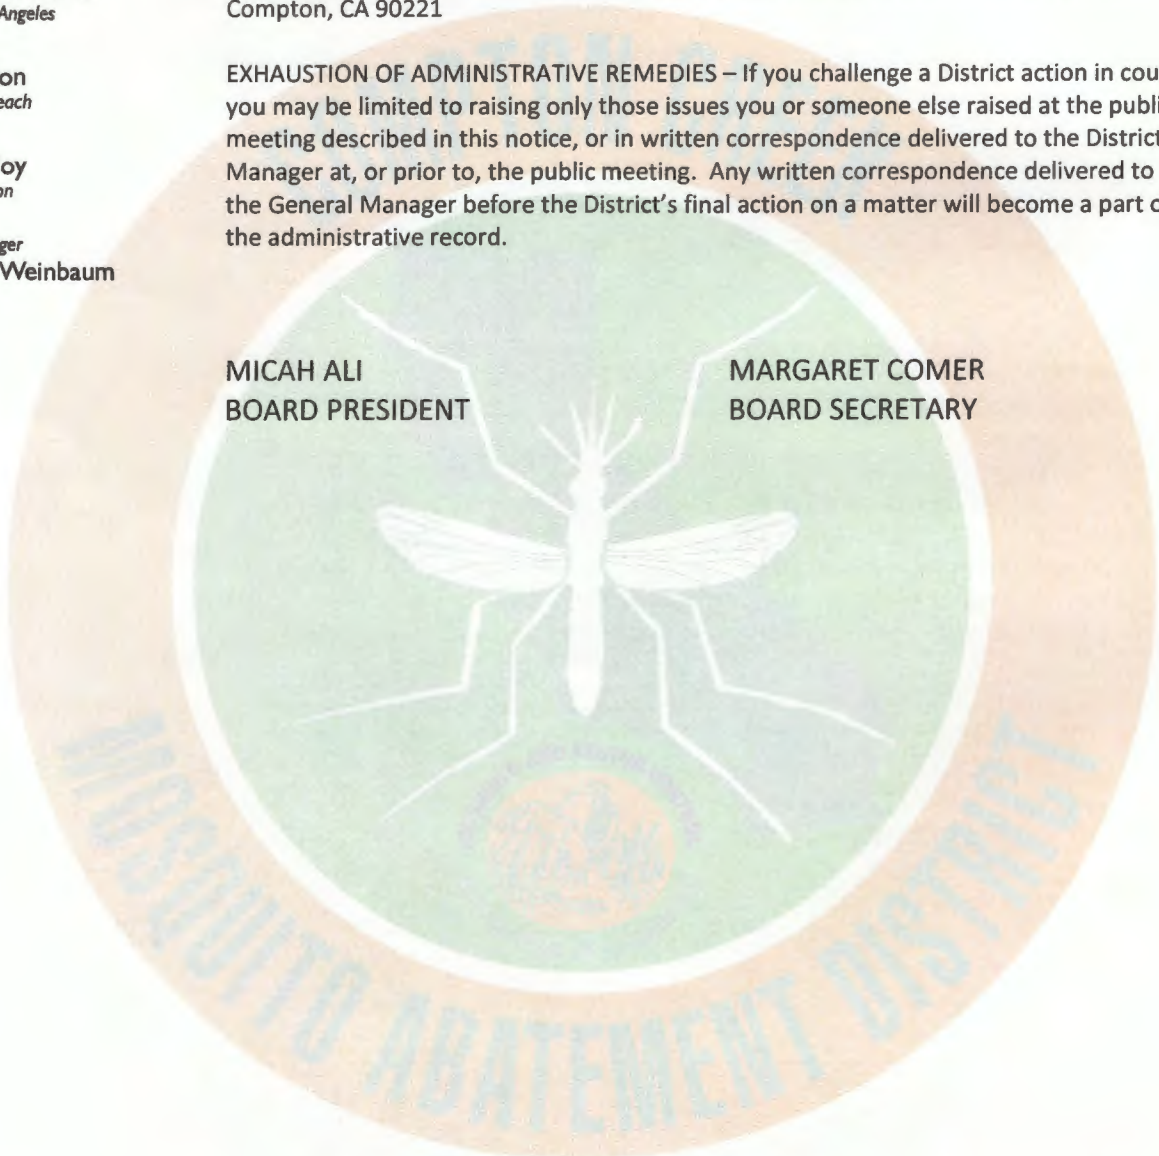 Angeles
on
each
oy
on
ger
Weinbaum
Compton, CA 90221
EXHAUSTION OF ADMINISTRATIVE REMEDIES – If you challenge a District action in cou
you may be limited to raising only those issues you or someone else raised at the publi
meeting described in this notice, or in written correspondence delivered to the District
Manager at, or prior to, the public meeting. Any written correspondence delivered to
the General Manager before the District's final action on a matter will become a part o
the administrative record.
MICAH ALI
BOARD PRESIDENT
MARGARET COMER
BOARD SECRETARY
MOSQUITO ABATEMENT DISTRICT